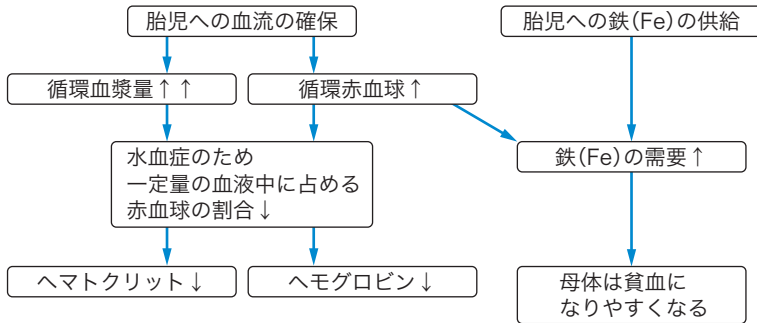 胎児への血流の確保
胎児への鉄(Fe)の供給
循環血漿量↑↑
循環赤血球↑
水血症のため
一定量の血液中に占める
赤血球の割合↓
鉄(Fe)の需要↑
ヘマトクリット↓
ヘモグロビン↓
母体は貧血に
なりやすくなる